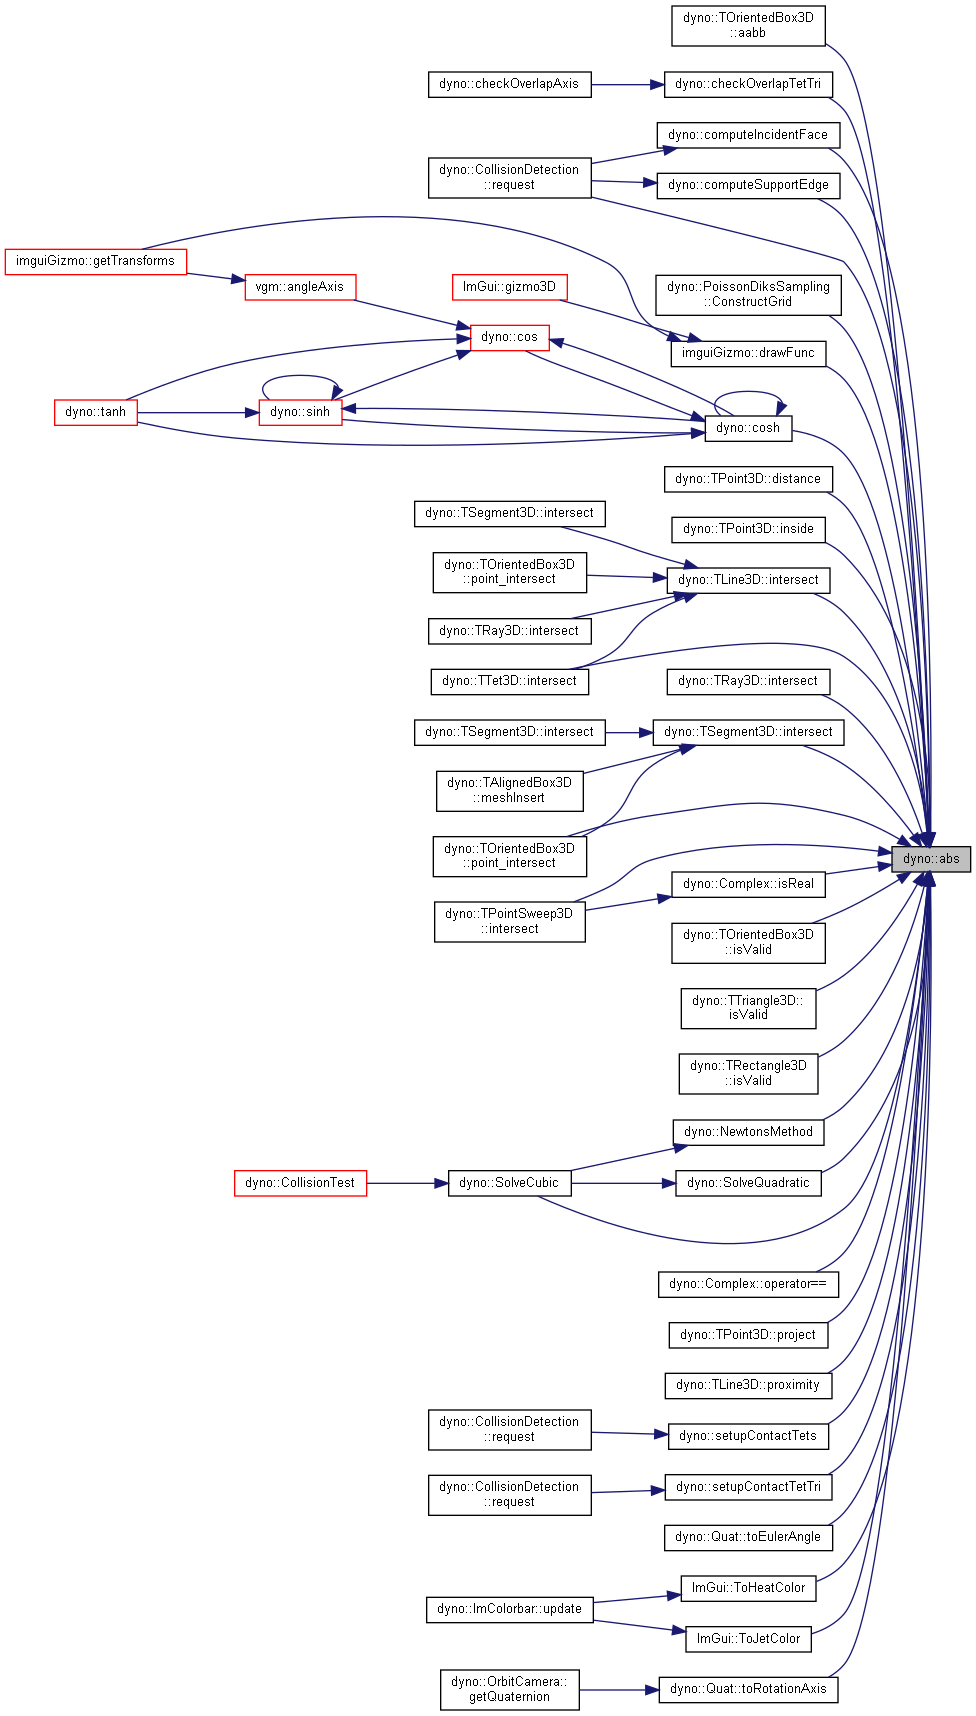 dyno::TOrientedBox3D
::aabb
dyno::checkOverlapAxis
dyno::checkOverlapTetTri
dyno::computeIncidentFace
dyno::CollisionDetection
::request
dyno::computeSupportEdge
imguiGizmo::getTransforms
vgm::angleAxis
ImGui::gizmo3D
dyno::PoissonDiksSampling
::ConstructGrid
dyno::cos
imguiGizmo::drawFunc
dyno::tanh
dyno::sinh
dyno::cosh
dyno::TPoint3D::distance
dyno::TSegment3D::intersect
dyno::TPoint3D::inside
dyno::TOrientedBox3D
::point_intersect
dyno::TLine3D::intersect
dyno::TRay3D::intersect
dyno::TTet3D::intersect
dyno::TRay3D::intersect
dyno::TSegment3D::intersect
dyno::TSegment3D::intersect
dyno::TAlignedBox3D
::meshInsert
dyno::TOrientedBox3D
::point_intersect
dyno::abs
dyno::Complex::isReal
dyno::TPointSweep3D
::intersect
dyno::TOrientedBox3D
::isValid
dyno::TTriangle3D::
isValid
dyno::TRectangle3D
::isValid
dyno::NewtonsMethod
dyno::CollisionTest
dyno::SolveCubic
dyno::SolveQuadratic
dyno::Complex::operator==
dyno::TPoint3D::project
dyno::TLine3D::proximity
dyno::CollisionDetection
::request
dyno::setupContactTets
dyno::CollisionDetection
::request
dyno::setupContactTetTri
dyno::Quat::toEulerAngle
ImGui::ToHeatColor
dyno::ImColorbar::update
ImGui::ToJetColor
dyno::OrbitCamera::
getQuaternion
dyno::Quat::toRotationAxis